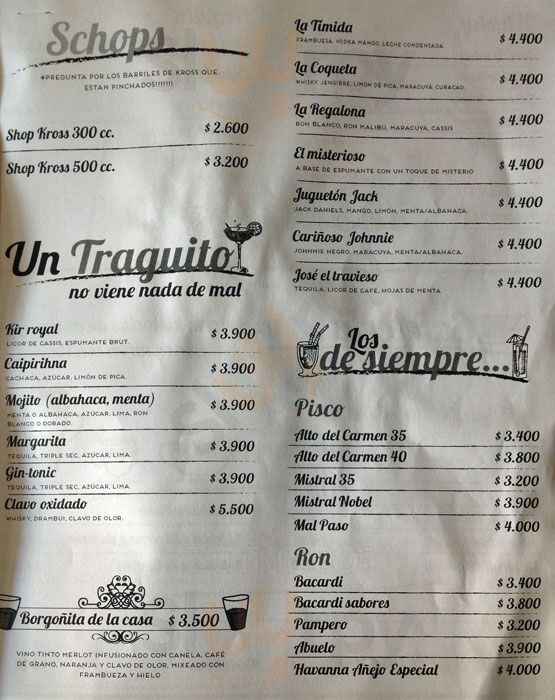 Schops
*PREGUNTA POR LOS BARRILES DE KROSS QUE
ESTAN PINCHADOS!!!!!!!
Shop Kross 300 cc. $ 2.600
Shop Kross 500 cc. $ 3.200
Un Traguito
no viene nada de mal
Kir royal $ 3.900
LICOR DE CASSIS, ESPUMANTE BRUT.
Caipirihna $ 3.900
CACHACA, AZÚCAR, LIMÓN DE PICA.
Mojito (albahaca, menta) $ 3.900
MENTA O ALBAHACA, AZÚCAR, LIMA, RON
BLANCO O DORADO.
Margarita $ 3.900
TEQUILA, TRIPLE SEC, AZÚCAR, LIMA.
Gin-tonic $ 3.900
TEQUILA, TRIPLE SEC, AZÚCAR, LIMA.
Clavo oxidado $ 5.500
WHISKY, DRAMBUI, CLAVO DE OLOR.
Borgoñita de la casa $ 3.500
VINO TINTO MERLOT INFUSIONADO CON CANELA, CAFÉ
DE GRANO, NARANJA Y CLAVO DE OLOR, MIXEADO CON
FRAMBUEZA Y HIELO
La Tímida $ 4.400
FRAMBUESA, VODKA MANGO, LECHE CONDENSADA.
La Coqueta $ 4.400
WHISKY, JENGIBRE, LIMÓN DE PICA, MARACUYÁ, CURACAO.
La Regalona $ 4.400
RON BLANCO, RON MALIBU, MARACUYÁ, CASSIS
El misterioso $ 4.400
A BASE DE ESPUMANTE CON UN TOQUE DE MISTERIO
Juguetón Jack $ 4.400
JACK DANIELS, MANGO, LIMÓN, MENTA/ALBAHACA.
Cariñoso Johnnie $ 4.400
JOHNNIE NEGRO, MARACUYÁ, MENTA/ALBAHACA.
José el travieso $ 4.400
TEQUILA, LICOR DE CAFÉ, HOJAS DE MENTA.
Los
de siempre...
Pisco
Alto del Carmen 35 $ 3.400
Alto del Carmen 40 $ 3.800
Mistral 35 $ 3.200
Mistral Nobel $ 3.900
Mal Paso $ 4.000
Ron
Bacardi $ 3.400
Bacardi sabores $ 3.800
Pampero $ 3.200
Abuelo $ 3.900
Havanna Añejo Especial $ 4.000